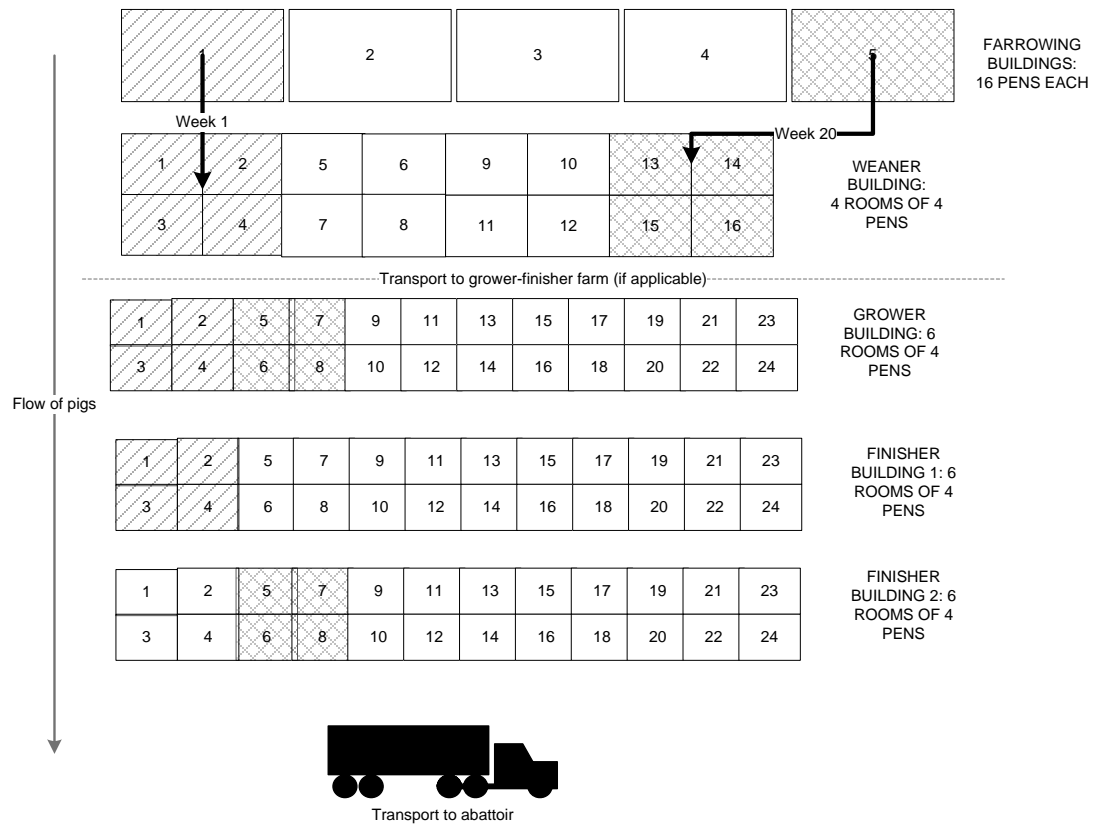 1 2 3 4 5
FARROWING
BUILDINGS:
16 PENS EACH
Week 1
Week 20
1 2 5 6 9 10 13 14
3 4 7 8 11 12 15 16
WEANER
BUILDING:
4 ROOMS OF 4
PENS
Transport to grower-finisher farm (if applicable)
1 2 5 7 9 11 13 15 17 19 21 23
3 4 6 8 10 12 14 16 18 20 22 24
GROWER
BUILDING: 6
ROOMS OF 4
PENS
Flow of pigs
1 2 5 7 9 11 13 15 17 19 21 23
3 4 6 8 10 12 14 16 18 20 22 24
FINISHER
BUILDING 1: 6
ROOMS OF 4
PENS
1 2 5 7 9 11 13 15 17 19 21 23
3 4 6 8 10 12 14 16 18 20 22 24
FINISHER
BUILDING 2: 6
ROOMS OF 4
PENS
Transport to abattoir